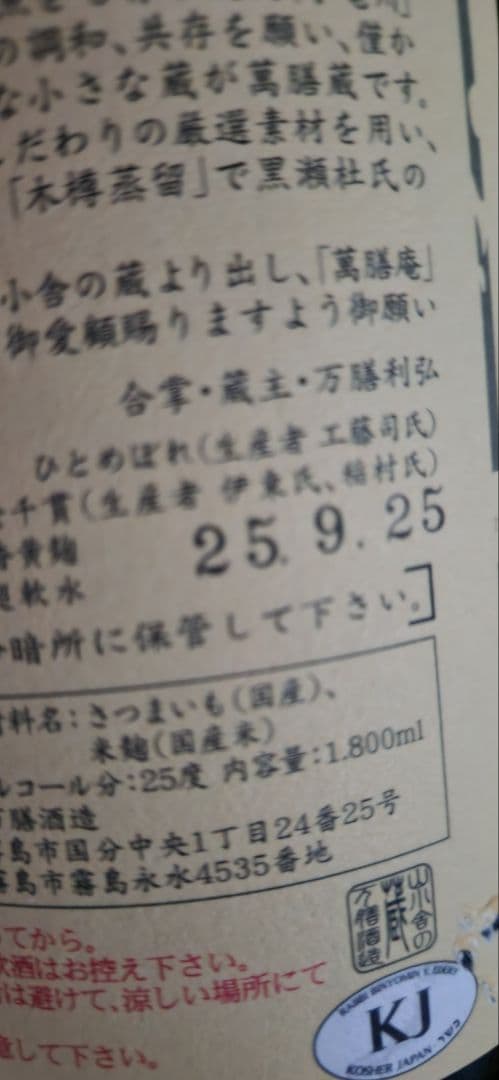 の調和、共存を願い、僅か
な小さな蔵が萬膳蔵です。
だわりの厳選素材を用い、
「木樽蒸留」で黒瀬杜氏の
小舎の蔵より出し、「萬膳庵」
御愛顧賜りますよう御願い
合掌・蔵主・万膳利弘
ひとめぼれ(生産者 工藤司氏)
千貫(生産者 伊東氏、稲村氏)
黄麹
25.9.25
軟水
暗所に保管して下さい。]
料名:さつまいも(国産)、
米麹(国産米)
コール分:25度 内容量:1.800ml
膳酒造
島市国分中央1丁目24番25号
島市霧島永水4535番地
小舎の
蔵
万膳酒造
てから。
酒はお控え下さい。
は避けて、涼しい場所にて
して下さい。
KJ
KOSHER JAPAN
כשר